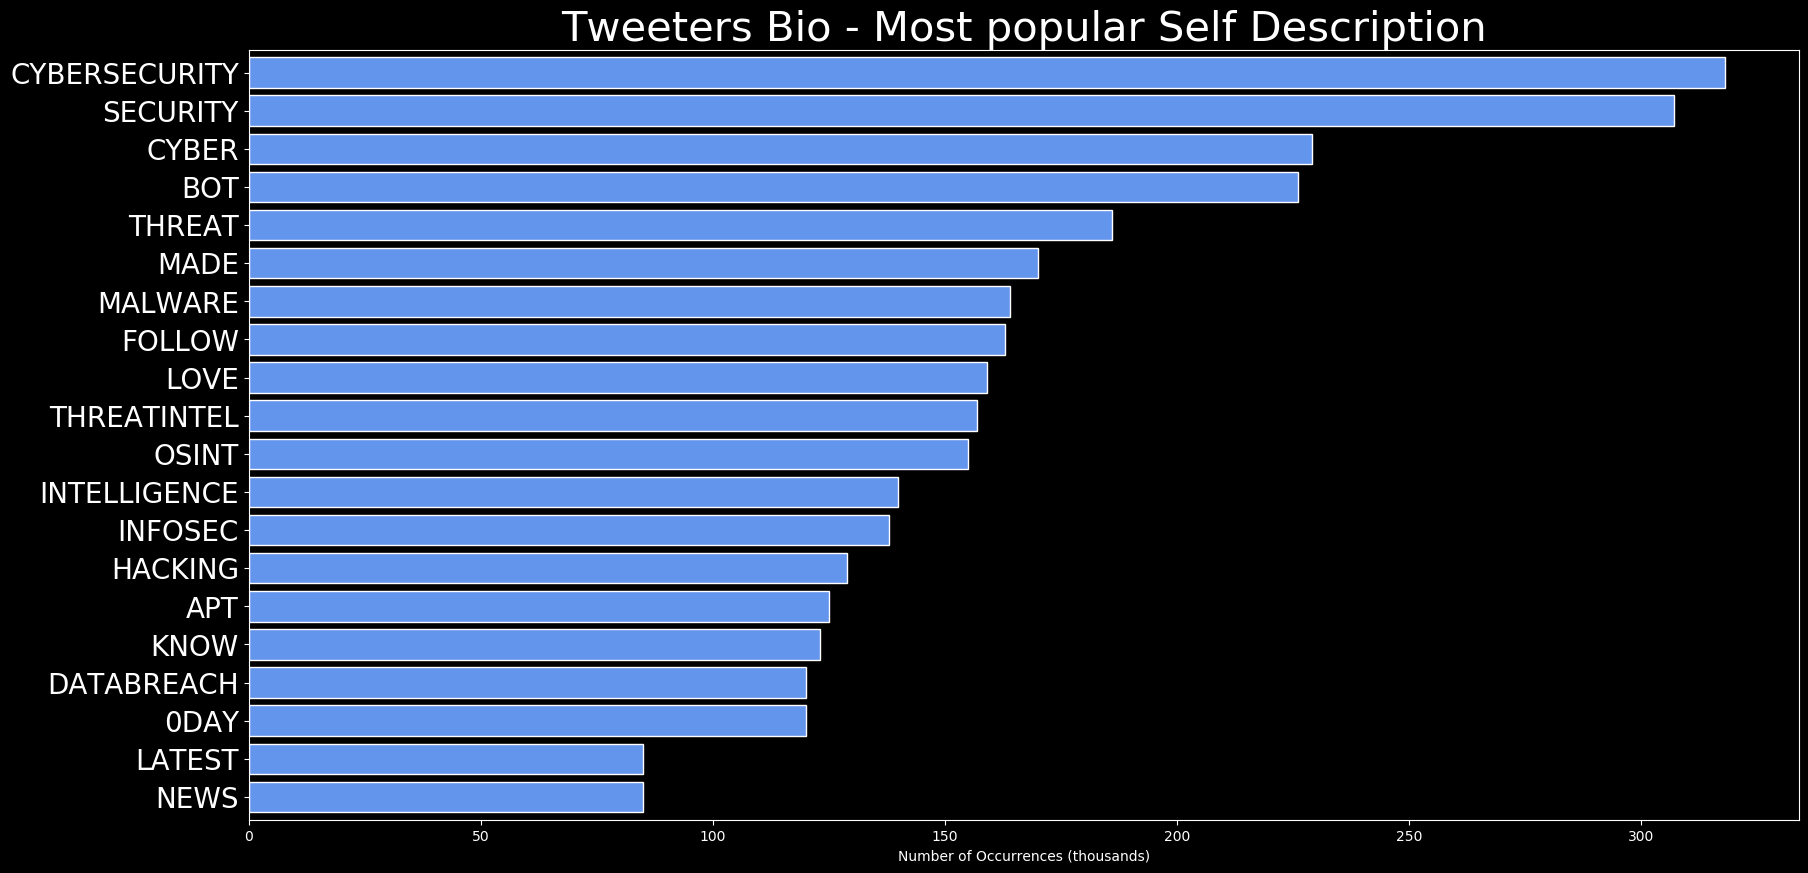 Tweeters Bio - Most popular Self Description
CYBERSECURITY
SECURITY
CYBER
BOT
THREAT
MADE
MALWARE
FOLLOW
LOVE
THREATINTEL
OSINT
INTELLIGENCE
INFOSEC
HACKING
APT
KNOW
DATABREACH
0DAY
LATEST
NEWS
0 50 100 150 200 250 300
Number of Occurrences (thousands)